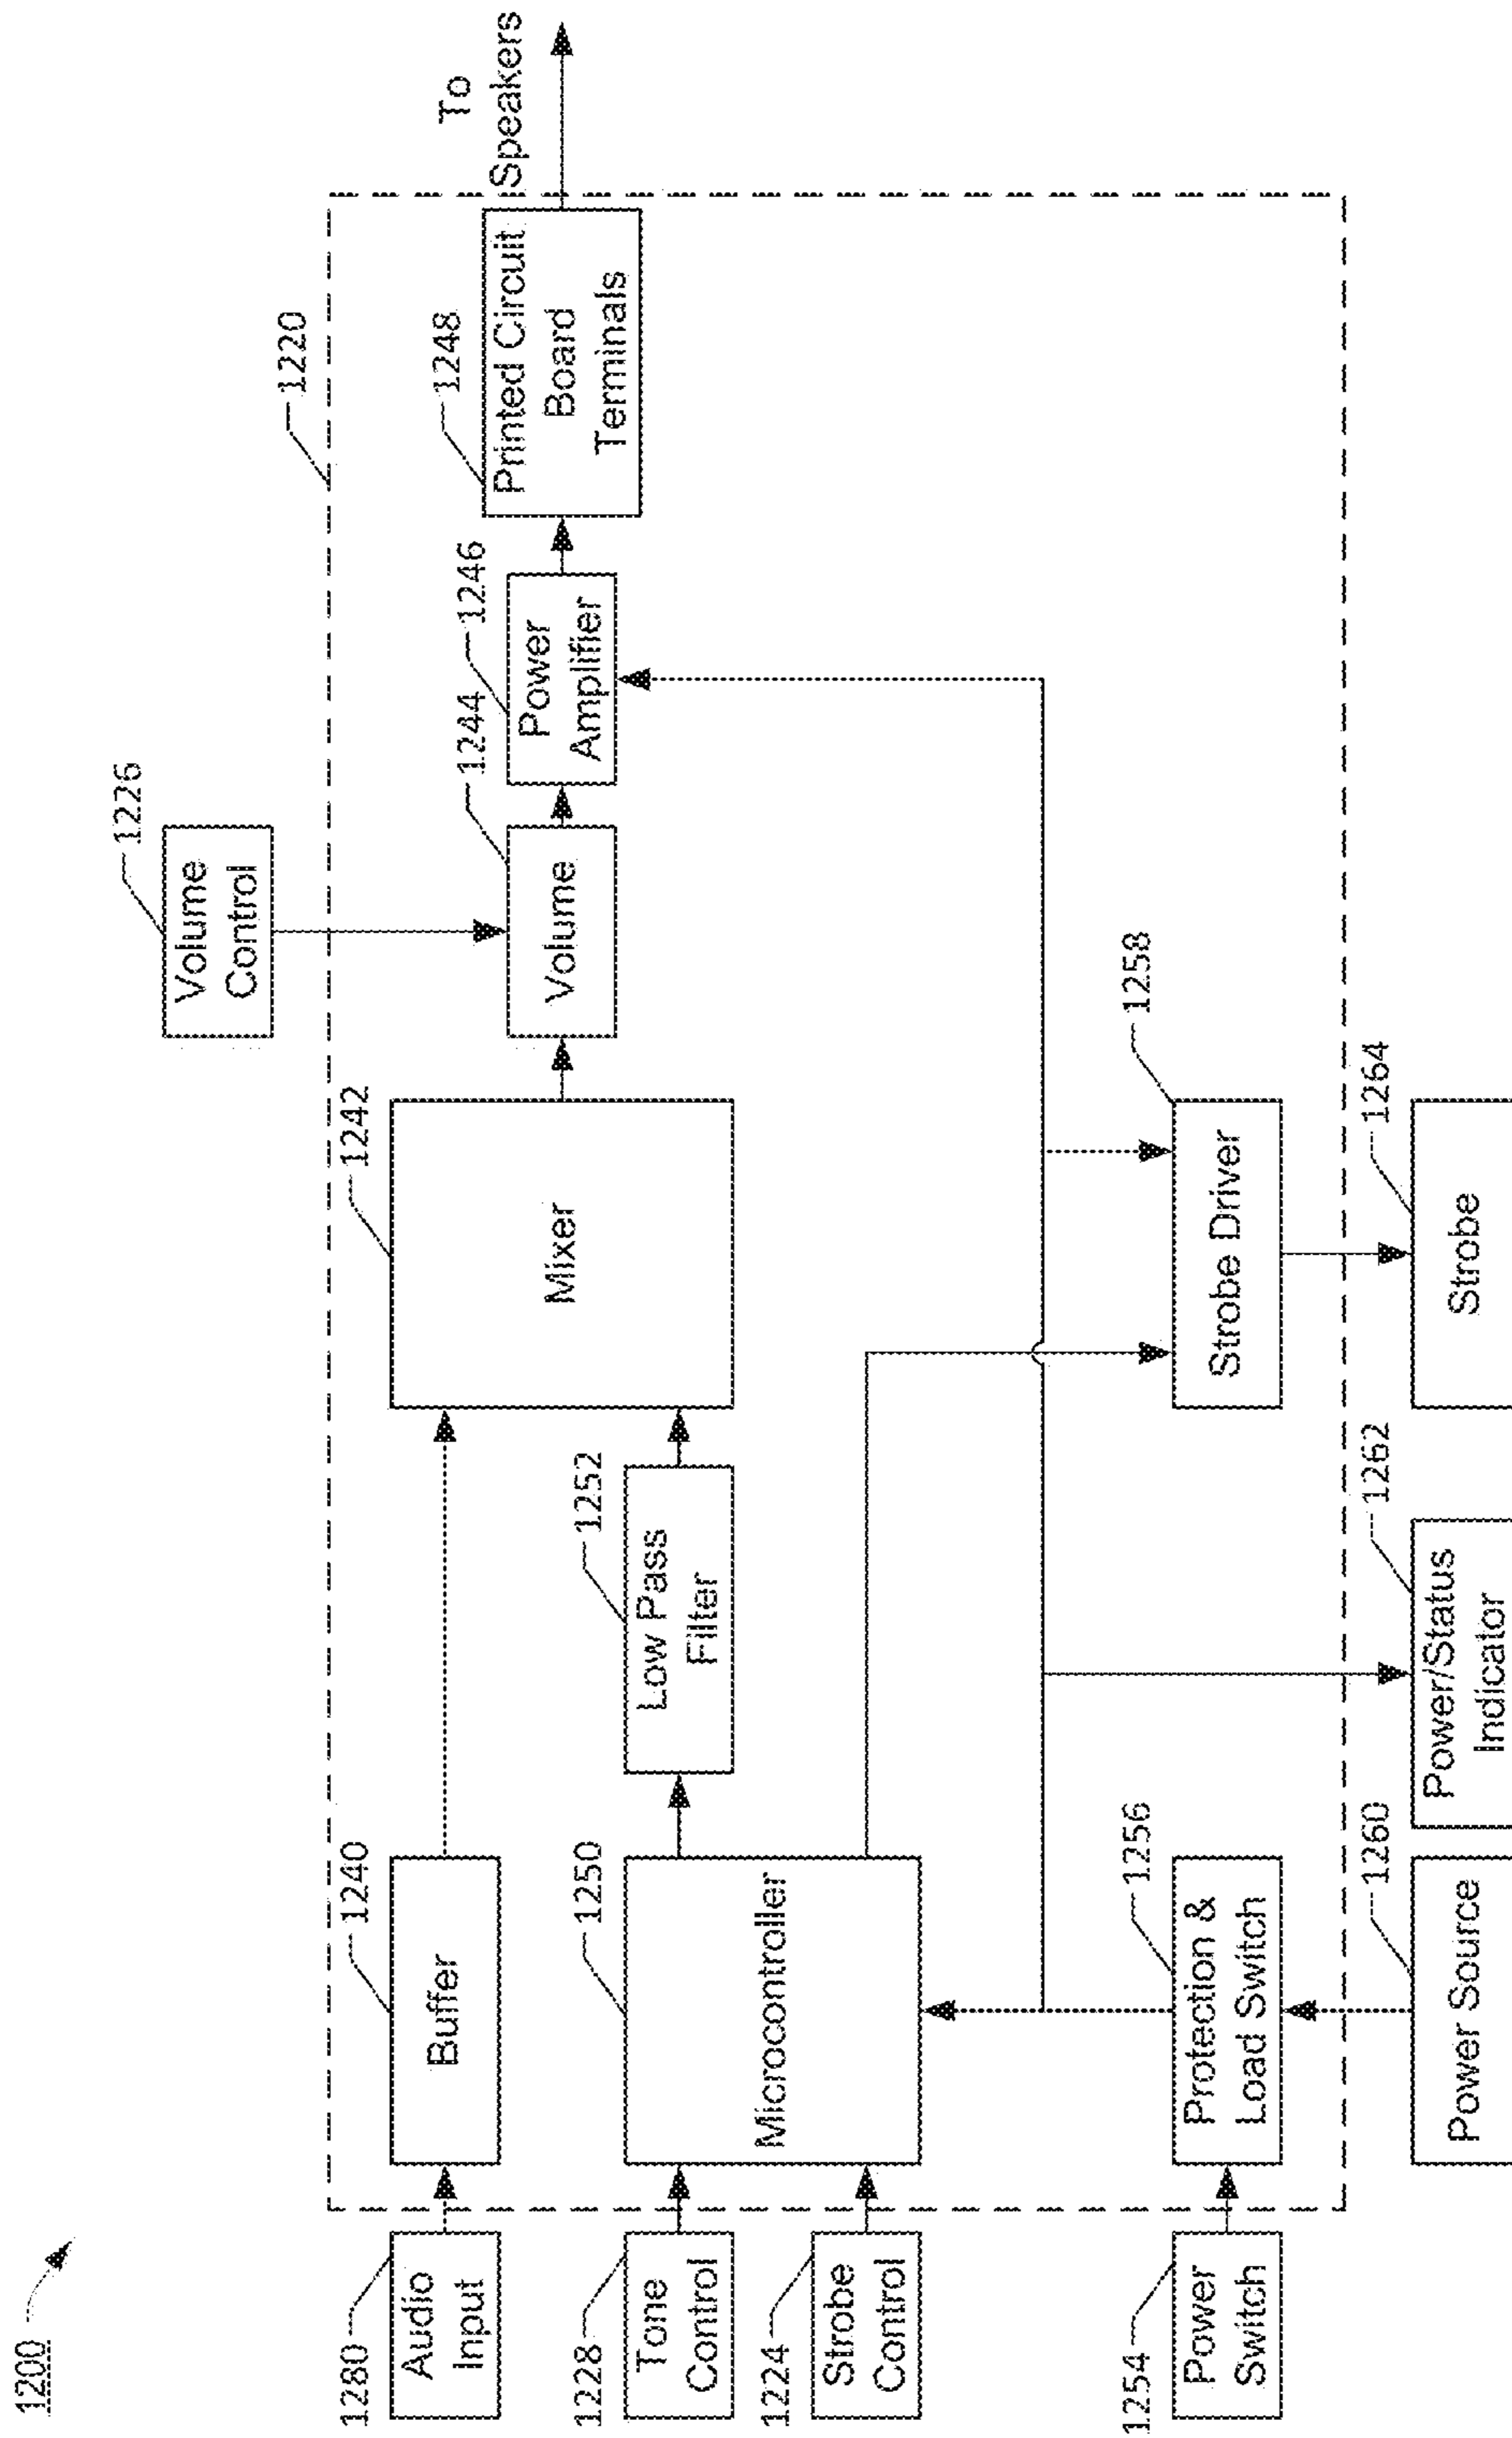 1200
1226
Volume
Control
1220
1280
Audio
Input
1240
Buffer
1242
Mixer
1244
Volume
1246
Power
Amplifier
1248
Printed Circuit
Board
Terminals
To
Speakers
1228
Tone
Control
1250
Microcontroller
1252
Low Pass
Filter
1224
Strobe
Control
1254
Power
Switch
1256
Protection &
Load Switch
1258
Strobe Driver
1260
Power Source
1262
Power/Status
Indicator
1264
Strobe